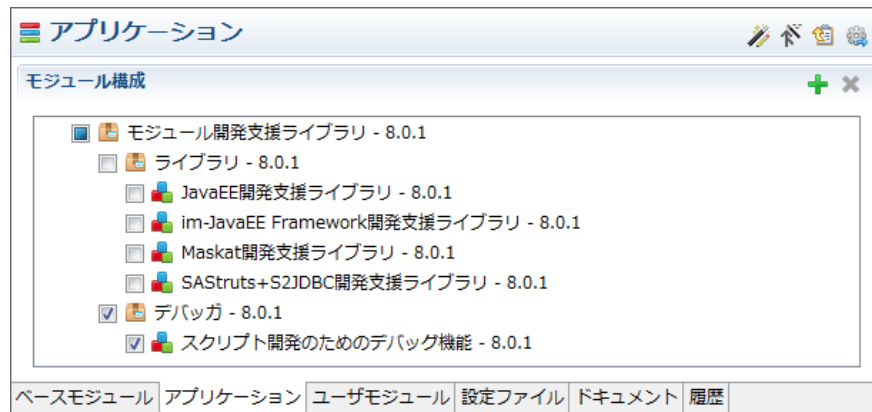 アプリケーション
モジュール構成
モジュール開発支援ライブラリ - 8.0.1
ライブラリ - 8.0.1
JavaEE開発支援ライブラリ - 8.0.1
im-JavaEE Framework開発支援ライブラリ - 8.0.1
Maskat開発支援ライブラリ - 8.0.1
SAStruts+S2JDBC開発支援ライブラリ - 8.0.1
デバッガ - 8.0.1
スクリプト開発のためのデバッグ機能 - 8.0.1
ベースモジュール アプリケーション ユーザモジュール 設定ファイル ドキュメント 履歴